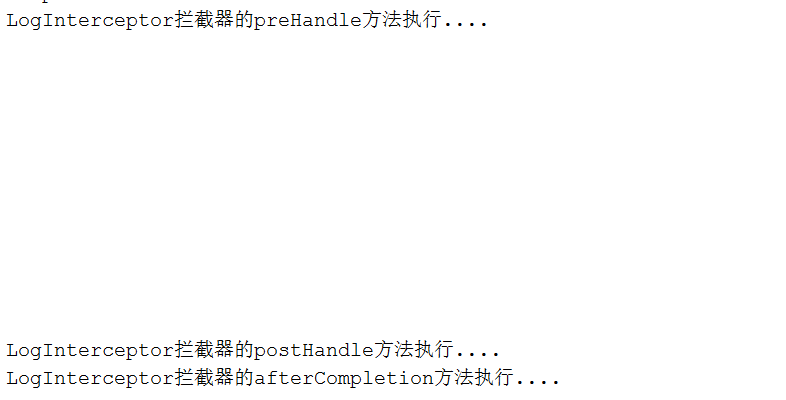 LogInterceptor拦截器的preHandle方法执行....
LogInterceptor拦截器的postHandle方法执行....
LogInterceptor拦截器的afterCompletion方法执行....